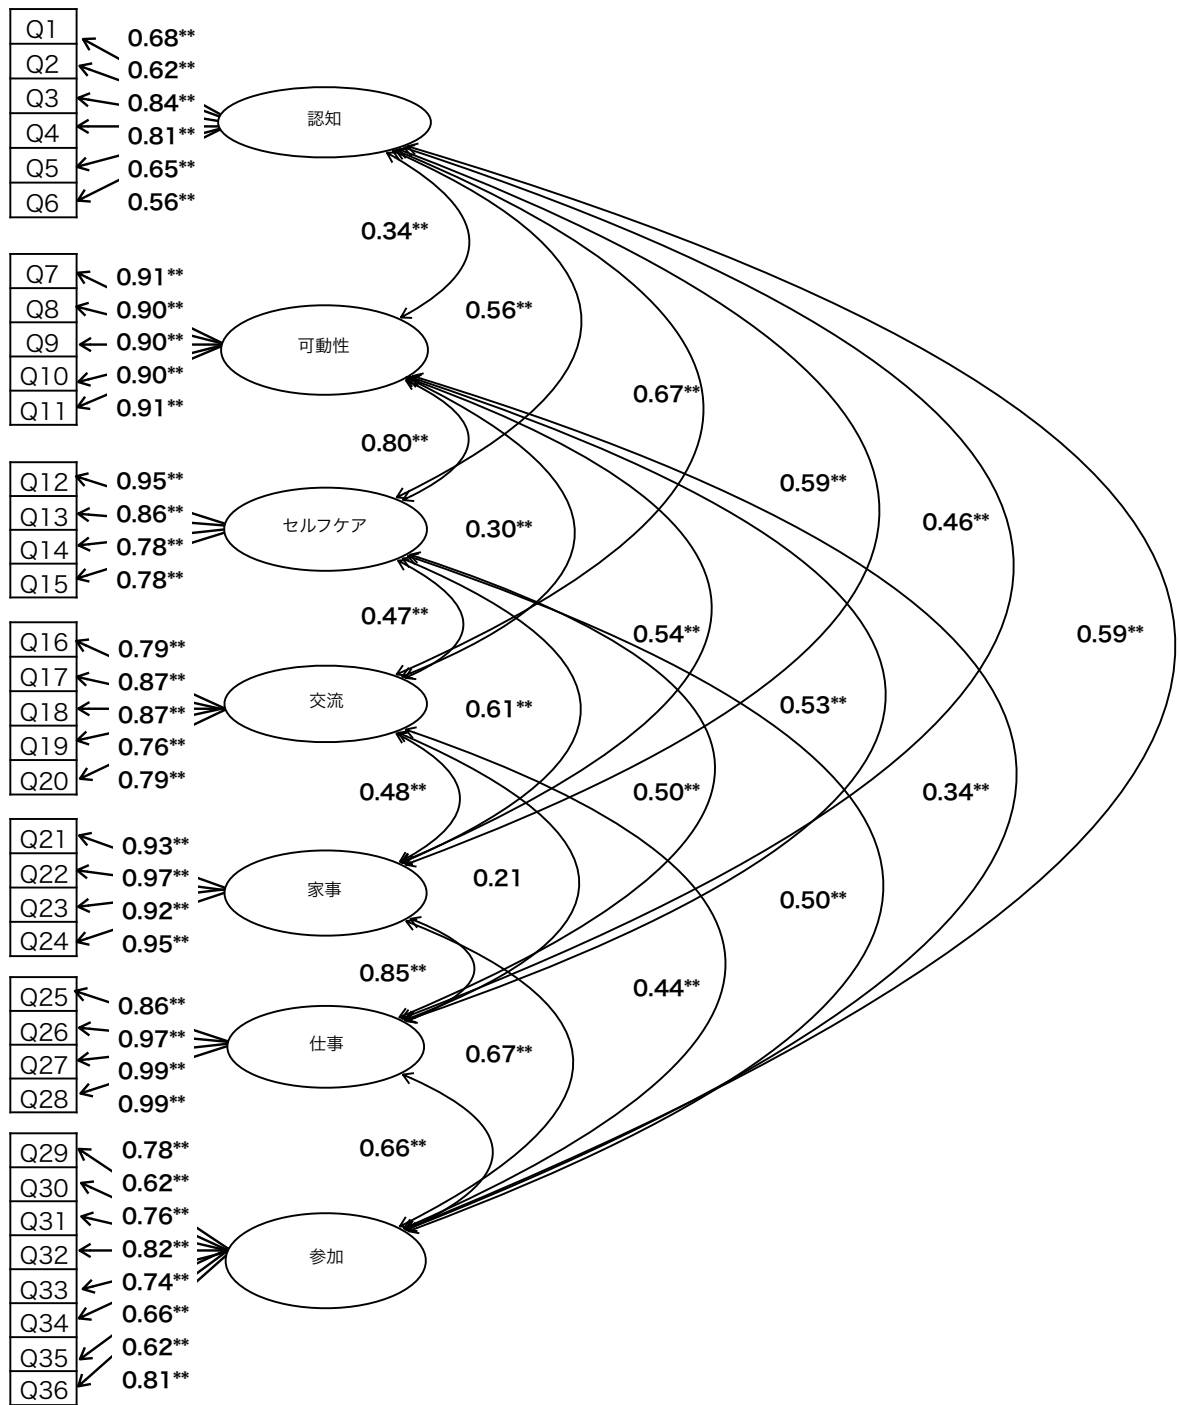 Q1
0.68**
Q2
0.62**
Q3
0.84**
Q4
0.81**
Q5
0.65**
Q6
0.56**
認知
0.34**
Q7
0.91**
Q8
0.90**
Q9
0.90**
Q10
0.90**
Q11
0.91**
可動性
0.56**
0.67**
0.80**
Q12
0.95**
Q13
0.86**
Q14
0.78**
Q15
0.78**
セルフケア
0.30**
0.59**
0.46**
0.47**
0.54**
0.59**
Q16
0.79**
Q17
0.87**
Q18
0.87**
Q19
0.76**
Q20
0.79**
交流
0.61**
0.53**
0.48**
0.50**
0.34**
Q21
0.93**
Q22
0.97**
Q23
0.92**
Q24
0.95**
家事
0.21
0.50**
0.85**
0.44**
Q25
0.86**
Q26
0.97**
Q27
0.99**
Q28
0.99**
仕事
0.67**
0.66**
Q29
0.78**
Q30
0.62**
Q31
0.76**
Q32
0.82**
Q33
0.74**
Q34
0.66**
Q35
0.62**
Q36
0.81**
参加